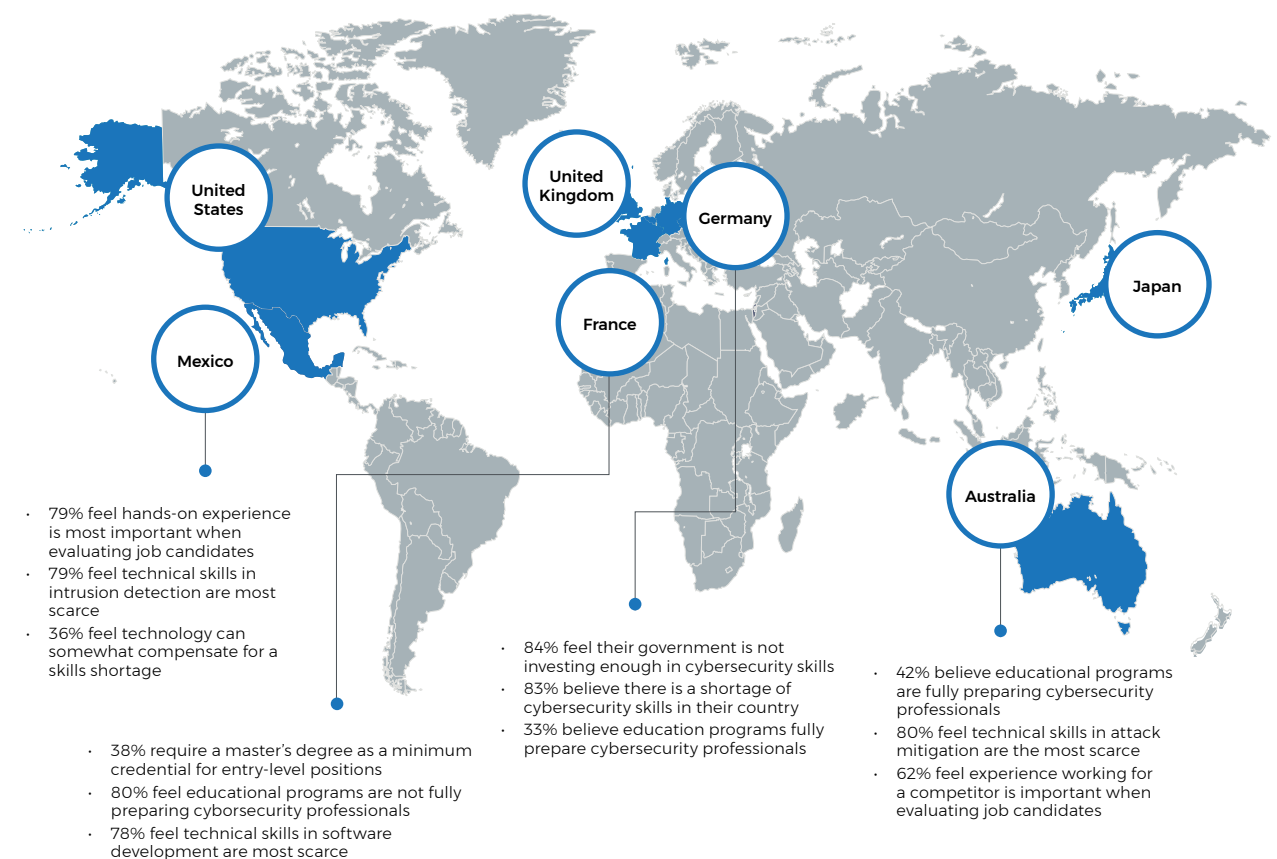 United
States
United
Kingdom
Germany
Japan
France
Mexico
Australia
• 79% feel hands-on experience
is most important when
evaluating job candidates
• 79% feel technical skills in
intrusion detection are most
scarce
• 36% feel technology can
somewhat compensate for a
skills shortage
• 38% require a master’s degree as a minimum
credential for entry-level positions
• 80% feel educational programs are not fully
preparing cyborsecurity professionals
• 78% feel technical skills in software
development are most scarce
• 84% feel their government is not
investing enough in cybersecurity skills
• 83% believe there is a shortage of
cybersecurity skills in their country
• 33% believe education programs fully
prepare cybersecurity professionals
• 42% believe educational programs
are fully preparing cybersecurity
professionals
• 80% feel technical skills in attack
mitigation are the most scarce
• 62% feel experience working for
a competitor is important when
evaluating job candidates